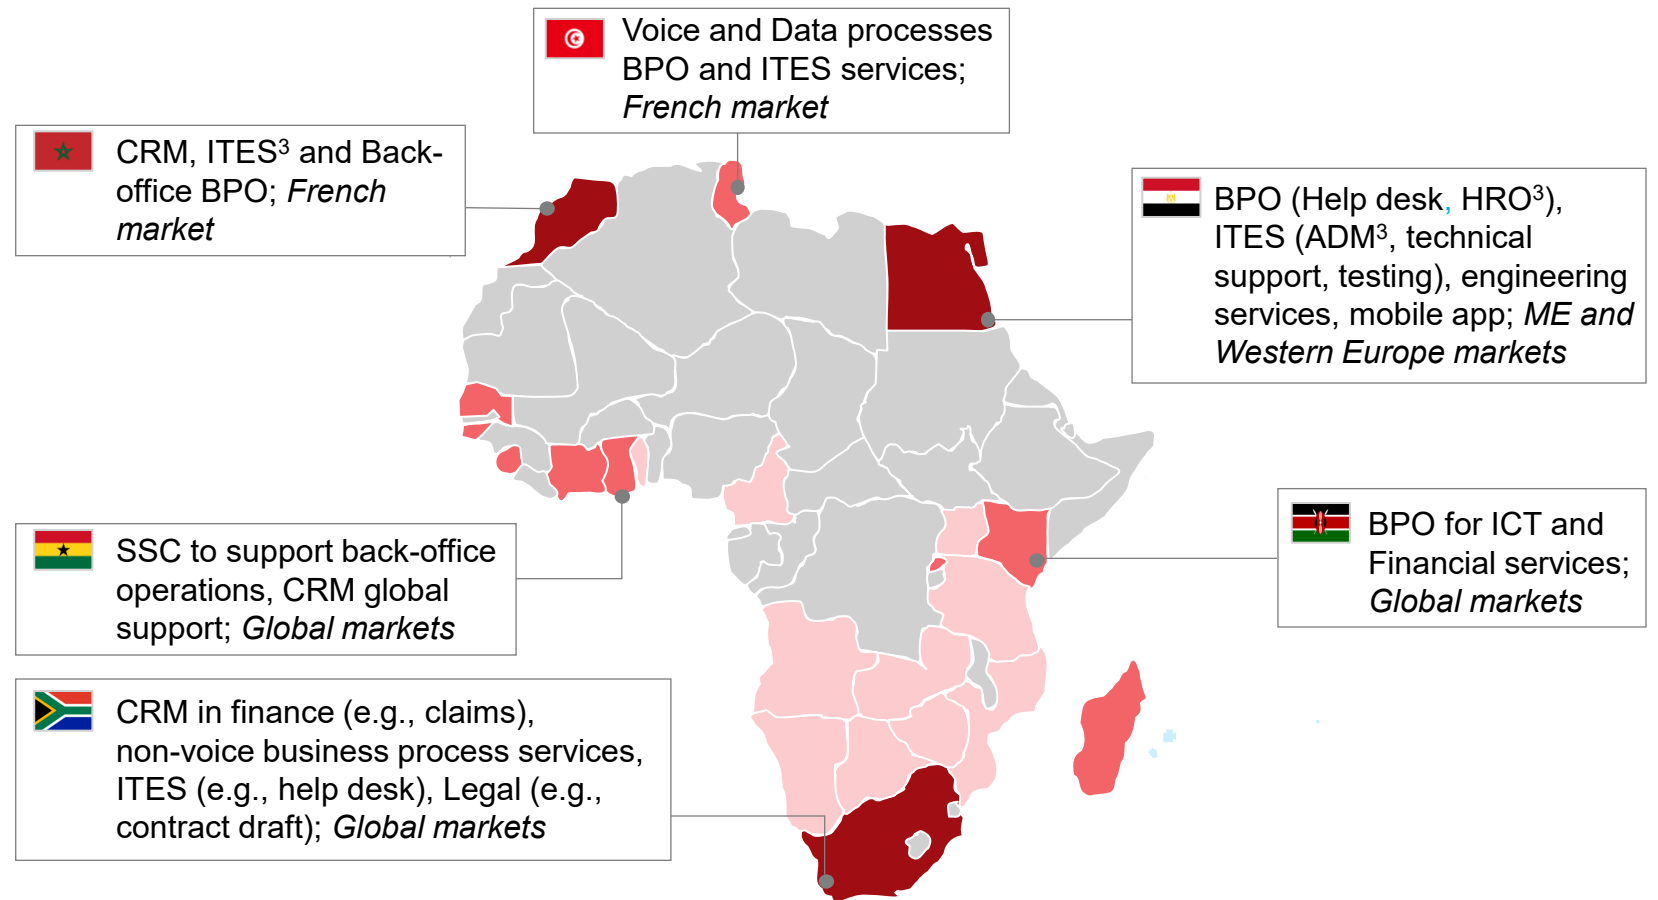 Voice and Data processes
BPO and ITES services;
French market
CRM, ITES³ and Back-
office BPO; French
market
BPO (Help desk, HRO³),
ITES (ADM³, technical
support, testing), engineering
services, mobile app; ME and
Western Europe markets
SSC to support back-office
operations, CRM global
support; Global markets
BPO for ICT and
Financial services;
Global markets
CRM in finance (e.g., claims),
non-voice business process services,
ITES (e.g., help desk), Legal (e.g.,
contract draft); Global markets